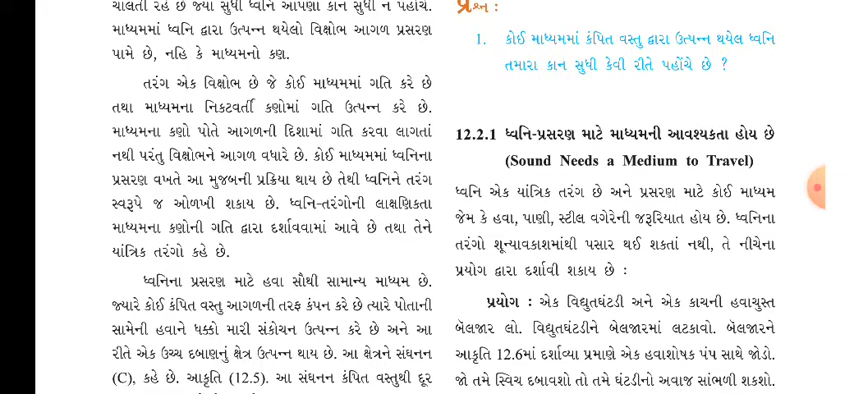 ચાલતી રહે છે જ્યાં સુધી ધ્વનિ આપણા કાન સુધી ન પહોંચે.
માધ્યમમાં ધ્વનિ દ્વારા ઉત્પન્ન થયેલો વિક્ષોભ આગળ પ્રસરણ
પામે છે, નહિ કે માધ્યમનો કણ.
તરંગ એક વિક્ષોભ છે જે કોઈ માધ્યમમાં ગતિ કરે છે
તથા માધ્યમના નિકટવર્તી કણોમાં ગતિ ઉત્પન્ન કરે છે.
માધ્યમના કણો પોતે આગળની દિશામાં ગતિ કરવા લાગતાં
નથી પરંતુ વિક્ષોભને આગળ વધારે છે. કોઈ માધ્યમમાં ધ્વનિના
પ્રસરણ વખતે આ મુજબની પ્રક્રિયા થાય છે તેથી ધ્વનિને તરંગ
સ્વરૂપે જ ઓળખી શકાય છે. ધ્વનિ-તરંગોની લાક્ષણિકતા
માધ્યમના કણોની ગતિ દ્વારા દર્શાવવામાં આવે છે તથા તેને
યાંત્રિક તરંગો કહે છે.
ધ્વનિના પ્રસરણ માટે હવા સૌથી સામાન્ય માધ્યમ છે.
જ્યારે કોઈ કંપિત વસ્તુ આગળની તરફ કંપન કરે છે ત્યારે પોતાની
સામેની હવાને ધક્કો મારી સંકોચન ઉત્પન્ન કરે છે અને આ
રીતે એક ઉચ્ચ દબાણનું ક્ષેત્ર ઉત્પન્ન થાય છે. આ ક્ષેત્રને સંઘનન
(C), કહે છે. આકૃતિ (12.5). આ સંઘનન કંપિત વસ્તુથી દૂર
પ્રશ્ન :
1. કોઈ માધ્યમમાં કંપિત વસ્તુ દ્વારા ઉત્પન્ન થયેલ ધ્વનિ
તમારા કાન સુધી કેવી રીતે પહોંચે છે ?
12.2.1 ધ્વનિ-પ્રસરણ માટે માધ્યમની આવશ્યકતા હોય છે
(Sound Needs a Medium to Travel)
ધ્વનિ એક યાંત્રિક તરંગ છે અને પ્રસરણ માટે કોઈ માધ્યમ
જેમ કે હવા, પાણી, સ્ટીલ વગેરેની જરૂરિયાત હોય છે. ધ્વનિના
તરંગો શૂન્યાવકાશમાંથી પસાર થઈ શકતાં નથી, તે નીચેના
પ્રયોગ દ્વારા દર્શાવી શકાય છે :
પ્રયોગ : એક વિદ્યુતઘંટડી અને એક કાચની હવાચુસ્ત
બૅલજાર લો. વિદ્યુતઘંટડીને બેલજારમાં લટકાવો. બૅલજારને
આકૃતિ 12.6માં દર્શાવ્યા પ્રમાણે એક હવાશોષક પંપ સાથે જોડો.
જો તમે સ્વિચ દબાવશો તો તમે ઘંટડીનો અવાજ સાંભળી શકશો.